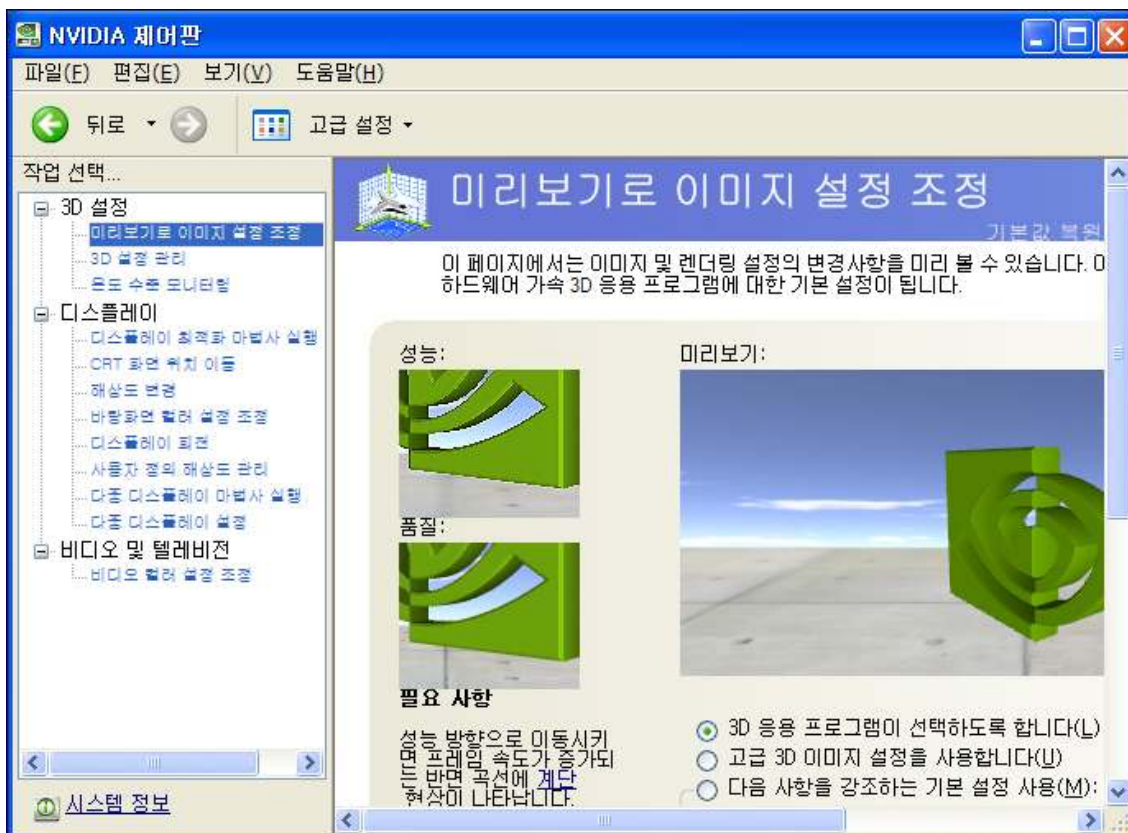 NVIDIA 제어판
파일(F) 편집(E) 보기(V) 도움말(H)
뒤로 고급 설정
작업 선택...
3D 설정
미리보기로 이미지 설정 조정
3D 설정 관리
온도 수준 모니터링
디스플레이
디스플레이 최적화 마법사 실행
CRT 화면 위치 이동
해상도 변경
바탕화면 컬러 설정 조정
디스플레이 회전
사용자 정의 해상도 관리
다중 디스플레이 마법사 실행
다중 디스플레이 설정
비디오 및 텔레비전
비디오 컬러 설정 조정
시스템 정보
미리보기로 이미지 설정 조정
기본값 복원
이 페이지에서는 이미지 및 렌더링 설정의 변경사항을 미리 볼 수 있습니다.
하드웨어 가속 3D 응용 프로그램에 대한 기본 설정이 됩니다.
성능:
품질:
필요 사항
성능 방향으로 이동시키
면 프레임 속도가 증가되
는 반면 곡선에 계단
현상이 나타납니다.
미리보기:
3D 응용 프로그램이 선택하도록 합니다(L)
고급 3D 이미지 설정을 사용합니다(U)
다음 사항을 강조하는 기본 설정 사용(M):